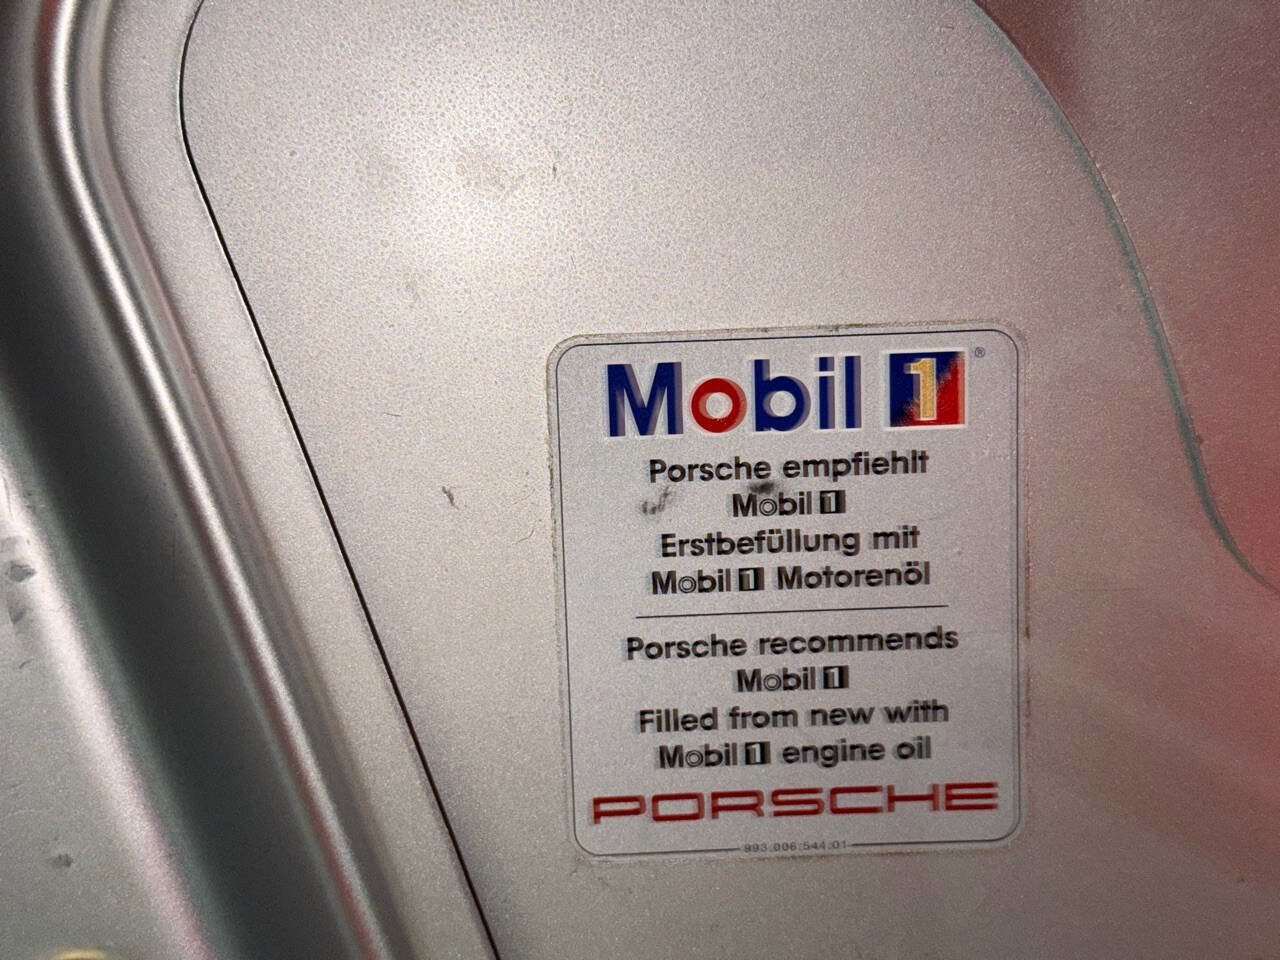 Mobil 1®
Porsche empfiehlt
Mobil 1
Erstbefüllung mit
Mobil 1 Motorenöl
Porsche recommends
Mobil 1
Filled from new with
Mobil 1 engine oil
PORSCHE
993.006.544.01